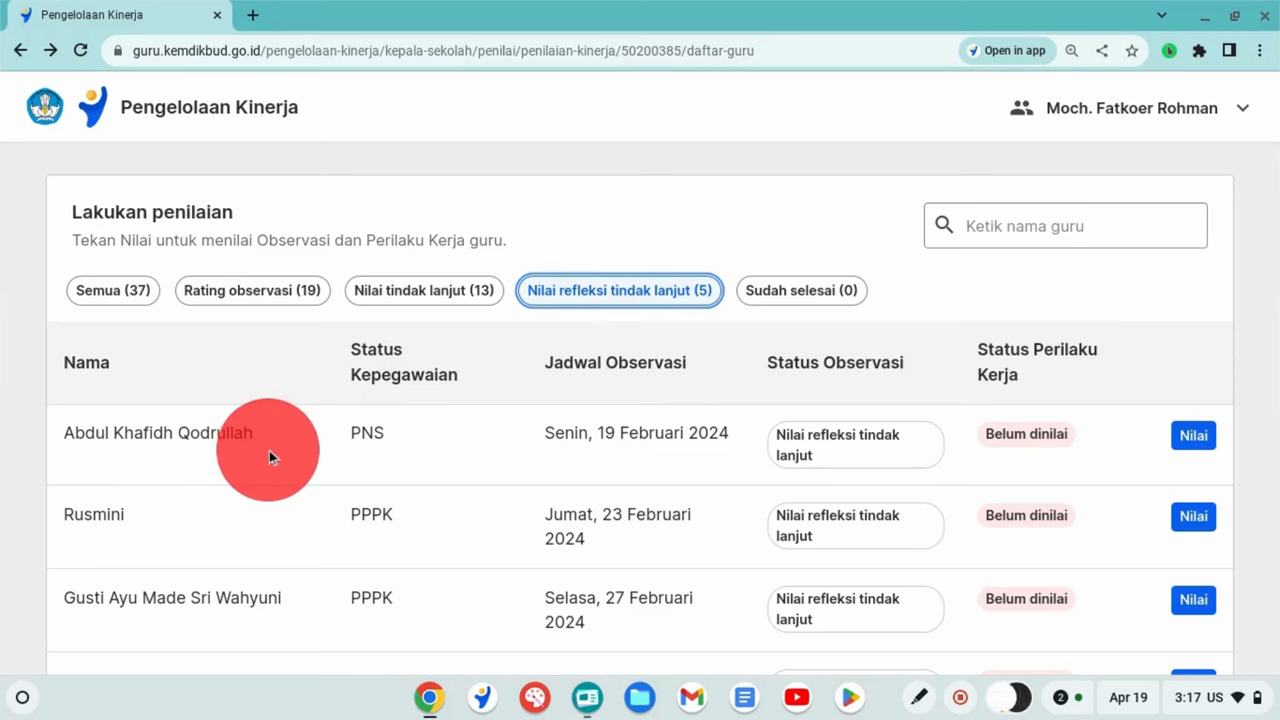 Pengelolaan Kinerja
guru.kemdikbud.go.id/pengelolaan-kinerja/kepala-sekolah/penilai/penilaian-kinerja/50200385/daftar-guru
Open in app
Pengelolaan Kinerja
Moch. Fatkoer Rohman
Lakukan penilaian
Tekan Nilai untuk menilai Observasi dan Perilaku Kerja guru.
Ketik nama guru
Semua (37)
Rating observasi (19)
Nilai tindak lanjut (13)
Nilai refleksi tindak lanjut (5)
Sudah selesai (0)
Nama
Status
Kepegawaian
Jadwal Observasi
Status Observasi
Status Perilaku
Kerja
Abdul Khafidh Qodrullah
PNS
Senin, 19 Februari 2024
Nilai refleksi tindak
lanjut
Belum dinilai
Nilai
Rusmini
PPPK
Jumat, 23 Februari
2024
Nilai refleksi tindak
lanjut
Belum dinilai
Nilai
Gusti Ayu Made Sri Wahyuni
PPPK
Selasa, 27 Februari
2024
Nilai refleksi tindak
lanjut
Belum dinilai
Nilai
2
Apr 19
3:17 US